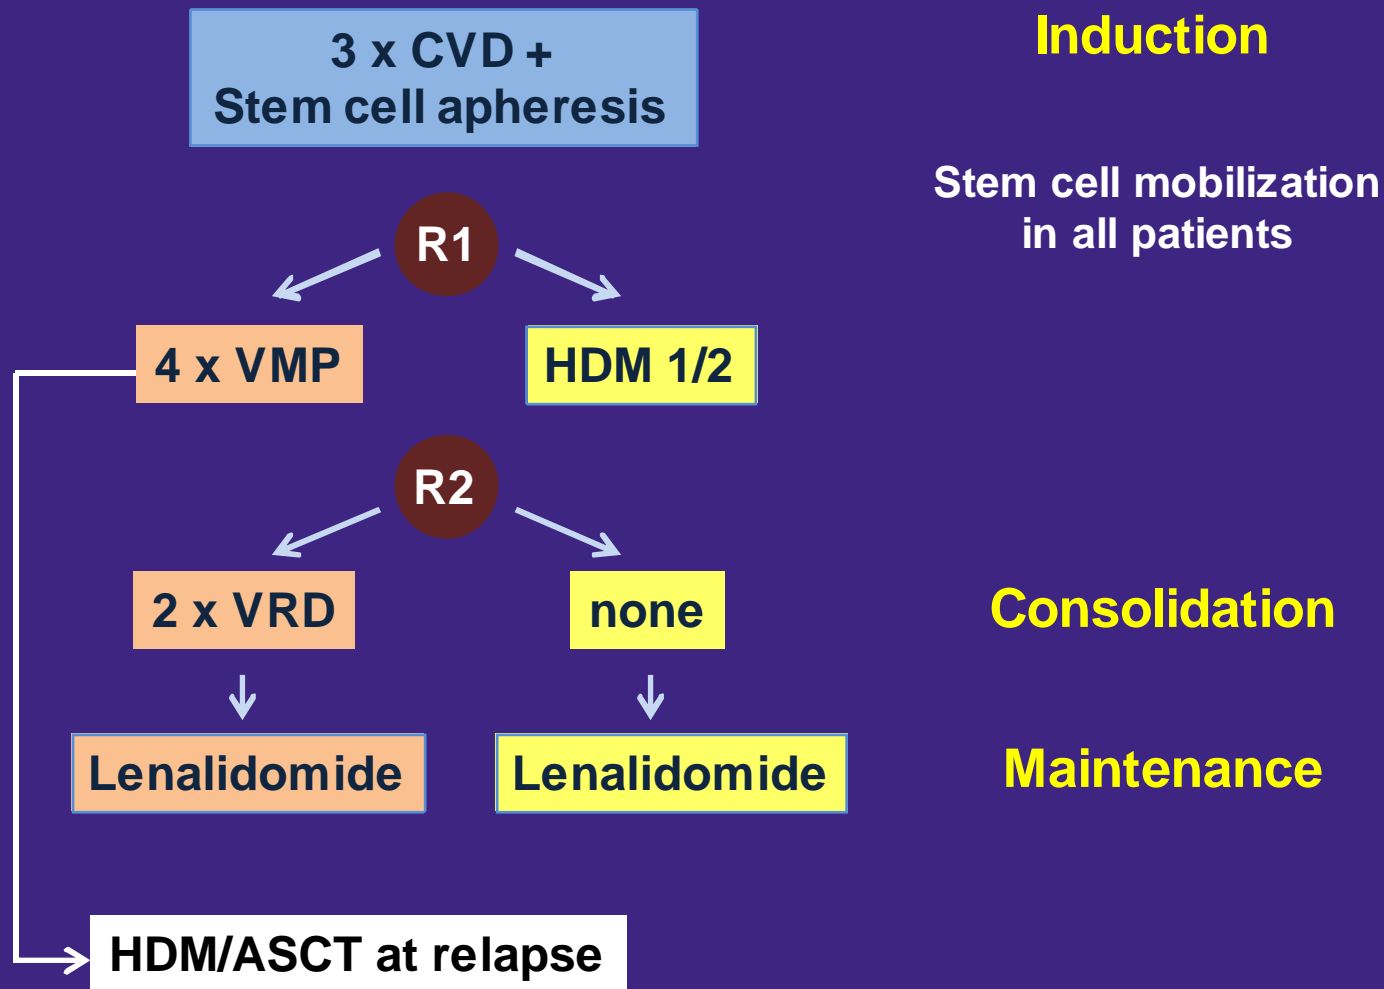 3 x CVD +
Stem cell apheresis
Induction
Stem cell mobilization
in all patients
R1
4 x VMP
HDM 1/2
R2
2 x VRD
none
Consolidation
Lenalidomide
Lenalidomide
Maintenance
HDM/ASCT at relapse